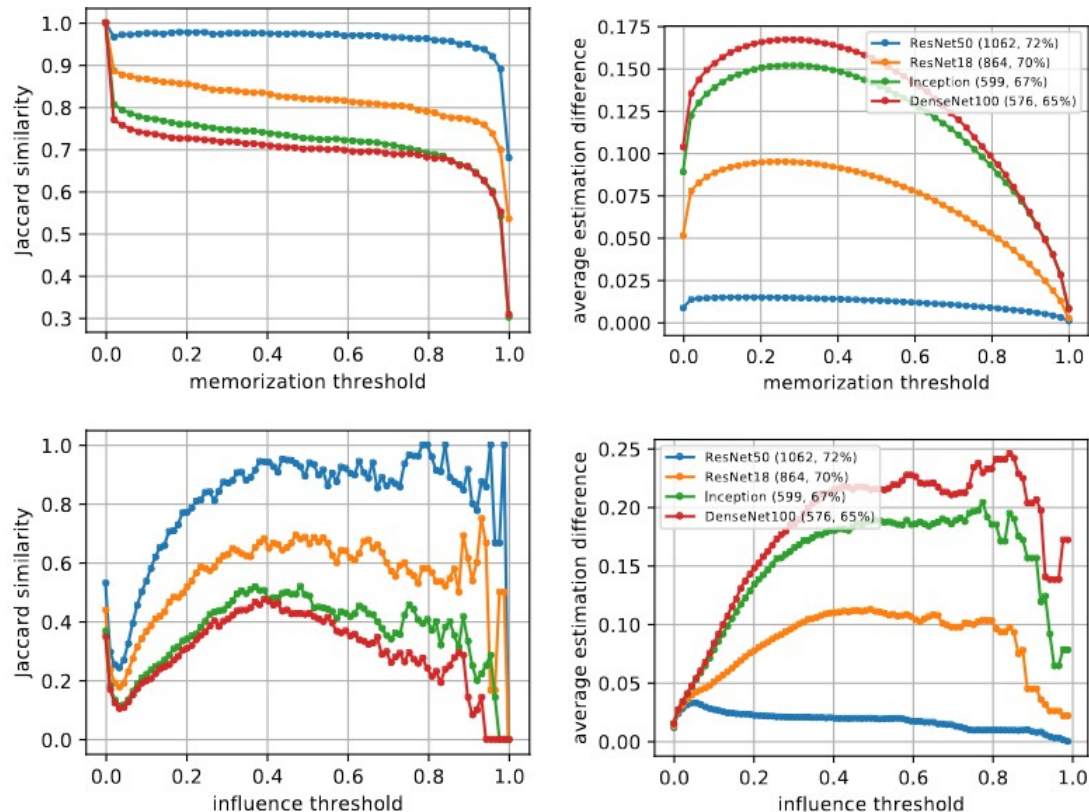 Jaccard similarity
1.0
0.9
0.8
0.7
0.6
0.5
0.4
0.3
0.0 0.2 0.4 0.6 0.8 1.0
memorization threshold
average estimation difference
0.175
0.150
0.125
0.100
0.075
0.050
0.025
0.000
ResNet50 (1062, 72%)
ResNet18 (864, 70%)
Inception (599, 67%)
DenseNet100 (576, 65%)
0.0 0.2 0.4 0.6 0.8 1.0
memorization threshold
Jaccard similarity
1.0
0.8
0.6
0.4
0.2
0.0
0.0 0.2 0.4 0.6 0.8 1.0
influence threshold
average estimation difference
0.25
0.20
0.15
0.10
0.05
0.00
ResNet50 (1062, 72%)
ResNet18 (864, 70%)
Inception (599, 67%)
DenseNet100 (576, 65%)
0.0 0.2 0.4 0.6 0.8 1.0
influence threshold